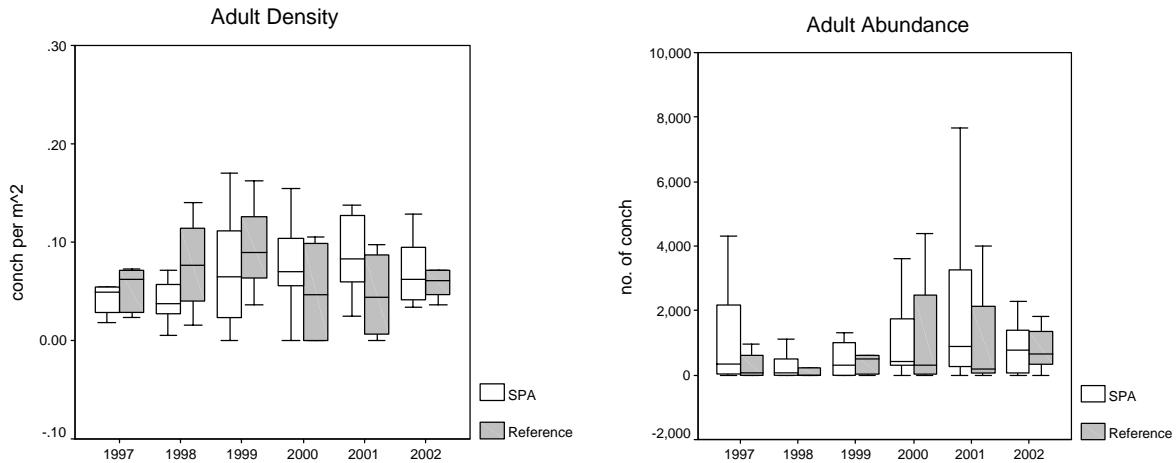 Adult Density
.30
.20
.10
0.00
-.10
conch per m^2
1997 1998 1999 2000 2001 2002
SPA
Reference
Adult Abundance
10,000
8,000
6,000
4,000
2,000
0
-2,000
no. of conch
1997 1998 1999 2000 2001 2002
SPA
Reference